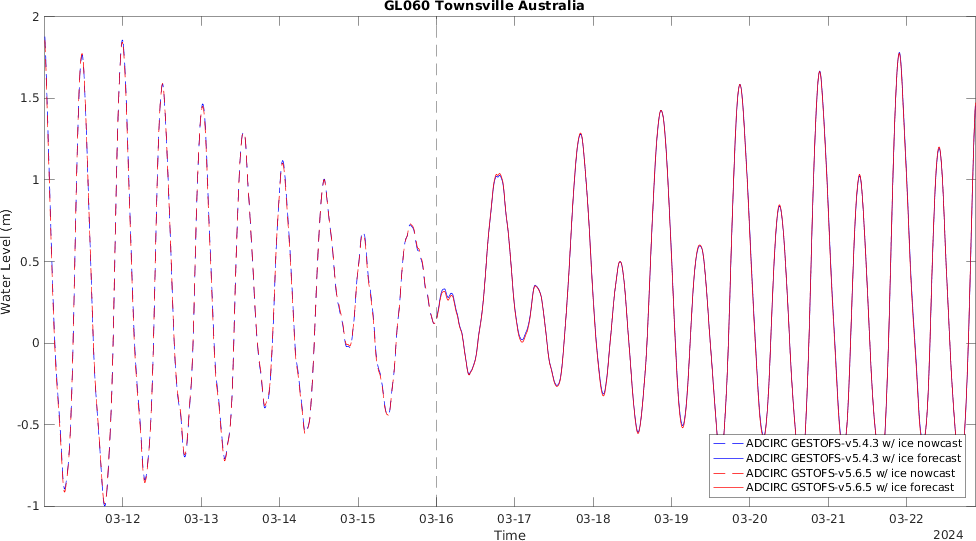 GL060 Townsville Australia
2
1.5
1
0.5
0
-0.5
-1
Water Level (m)
ADCIRC GESTOFS-v5.4.3 w/ ice nowcast
ADCIRC GESTOFS-v5.4.3 w/ ice forecast
ADCIRC GSTOFS-v5.6.5 w/ ice nowcast
ADCIRC GSTOFS-v5.6.5 w/ ice forecast
03-12 03-13 03-14 03-15 03-16 03-17 03-18 03-19 03-20 03-21 03-22
Time
2024